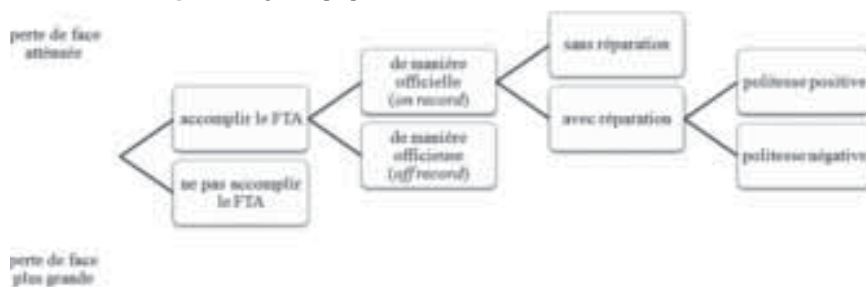 perte de face
atténuée
accomplir le FTA
ne pas accomplir
le FTA
de manière
officielle
(on record)
de manière
officieuse
(off record)
sans réparation
avec réparation
politesse positive
politesse négative
perte de face
plus grande